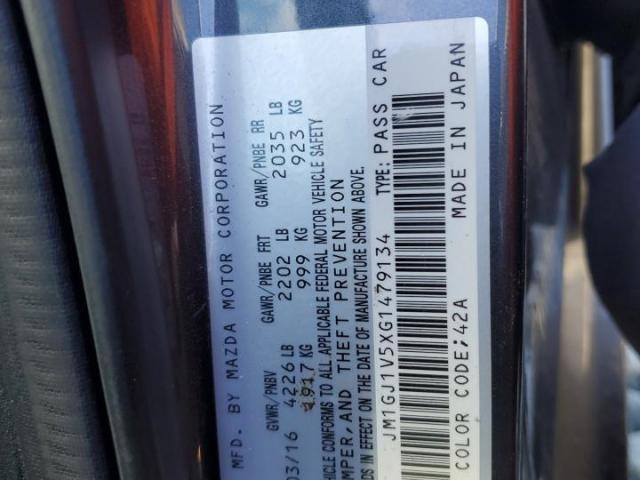 MFD. BY MAZDA MOTOR CORPORATION
GVWR/PNBV GAWR/PNBE FRT GAWR/PNBE RR
03/16 4226 LB 2202 LB 2035 LB
1917 KG 999 KG 923 KG
VEHICLE CONFORMS TO ALL APPLICABLE FEDERAL MOTOR VEHICLE SAFETY
MPER, AND THEFT PREVENTION
DS IN EFFECT ON THE DATE OF MANUFACTURE SHOWN ABOVE.
JM1GJ1V5XG1479134 TYPE: PASS CAR
COLOR CODE;42A MADE IN JAPAN